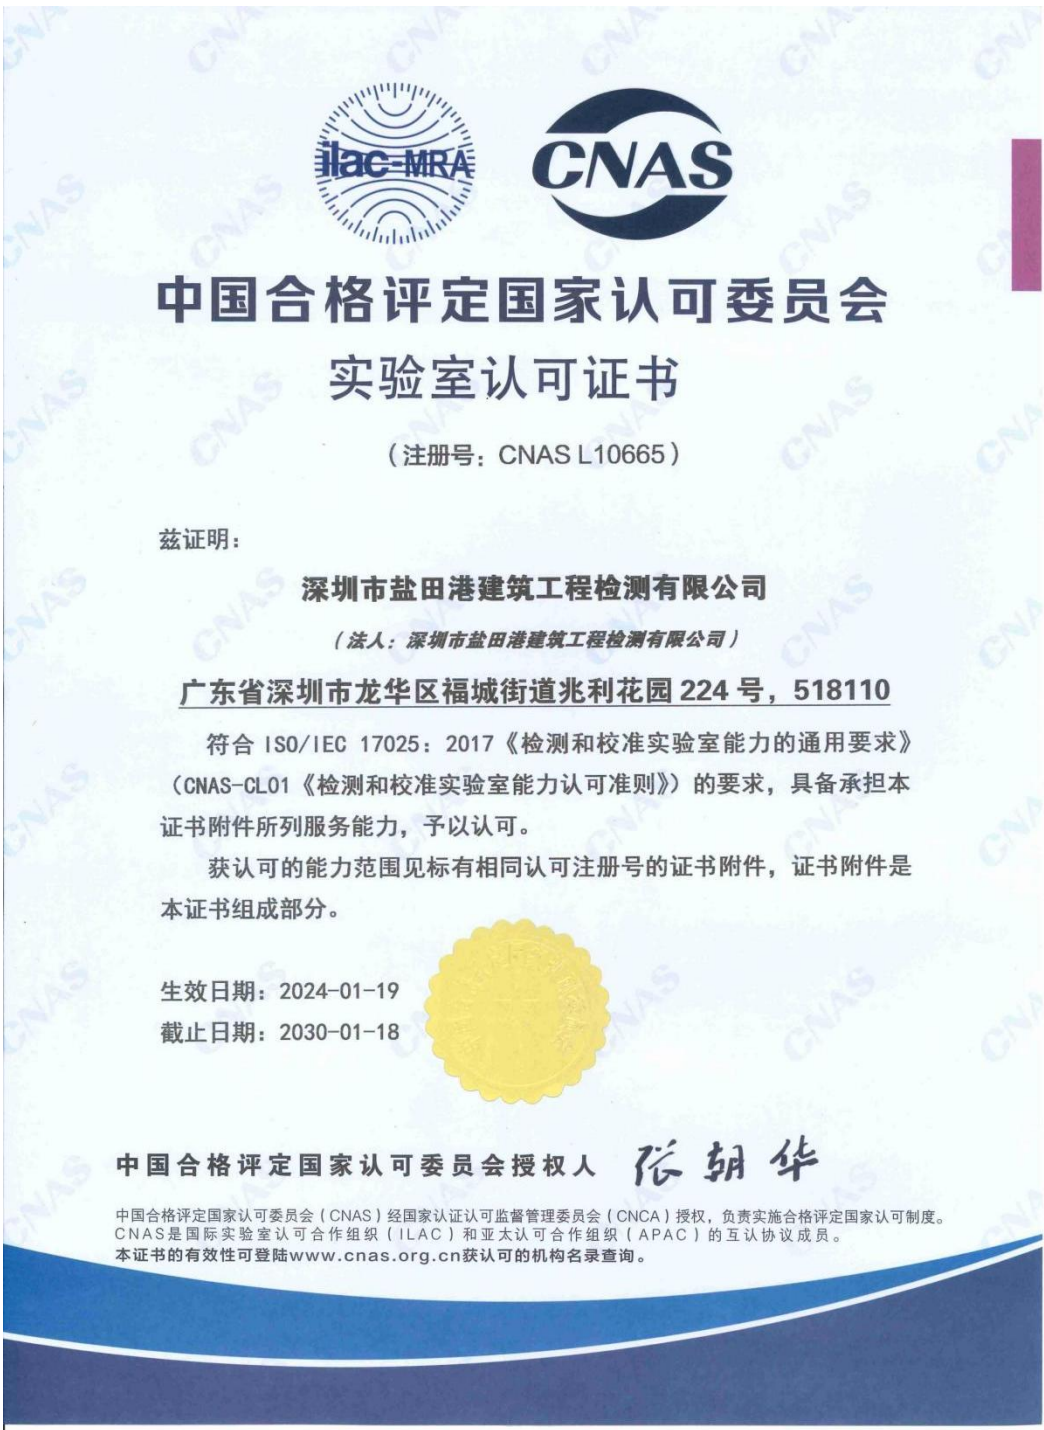 ilac-MRA
CNAS
中国合格评定国家认可委员会
实验室认可证书
（注册号：CNAS L10665）
兹证明：
深圳市盐田港建筑工程检测有限公司
（法人：深圳市盐田港建筑工程检测有限公司）
广东省深圳市龙华区福城街道兆利花园 224 号，518110
符合 ISO/IEC 17025：2017《检测和校准实验室能力的通用要求》
（CNAS-CL01《检测和校准实验室能力认可准则》）的要求，具备承担本
证书附件所列服务能力，予以认可。
获认可的能力范围见标有相同认可注册号的证书附件，证书附件是
本证书组成部分。
生效日期：2024-01-19
截止日期：2030-01-18
中国合格评定国家认可委员会授权人 张朝华
中国合格评定国家认可委员会（CNAS）经国家认证认可监督管理委员会（CNCA）授权，负责实施合格评定国家认可制度。
CNAS是国际实验室认可合作组织（ILAC）和亚太认可合作组织（APAC）的互认协议成员。
本证书的有效性可登陆www.cnas.org.cn获认可的机构名录查询。